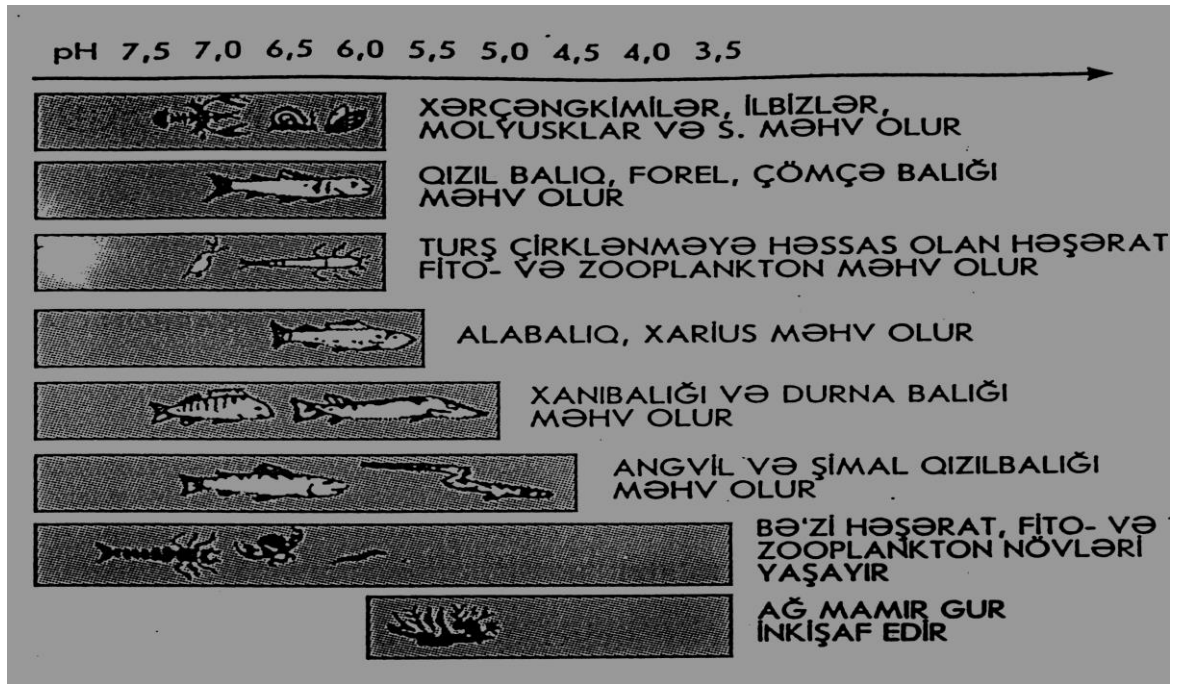 pH 7,5 7,0 6,5 6,0 5,5 5,0 4,5 4,0 3,5
XƏRÇƏNGKİMİLƏR, İLBİZLƏR,
MOLYUSKLAR VƏ S. MƏHV OLUR
QIZIL BALIQ, FOREL, ÇÖMÇƏ BALIĞI
MƏHV OLUR
TURŞ ÇİRKLƏNMƏYƏ HƏSSAS OLAN HƏŞƏRAT
FİTO- VƏ ZOOPLANKTON MƏHV OLUR
ALABALIQ, XARİUS MƏHV OLUR
XANIBALIĞI VƏ DURNA BALIĞI
MƏHV OLUR
ANGVİL VƏ ŞİMAL QIZILBALIĞI
MƏHV OLUR
BƏ'Zİ HƏŞƏRAT, FİTO- VƏ
ZOOPLANKTON NÖVLƏRİ
YAŞAYIR
AĞ MAMIR GUR
İNKİŞAF EDİR